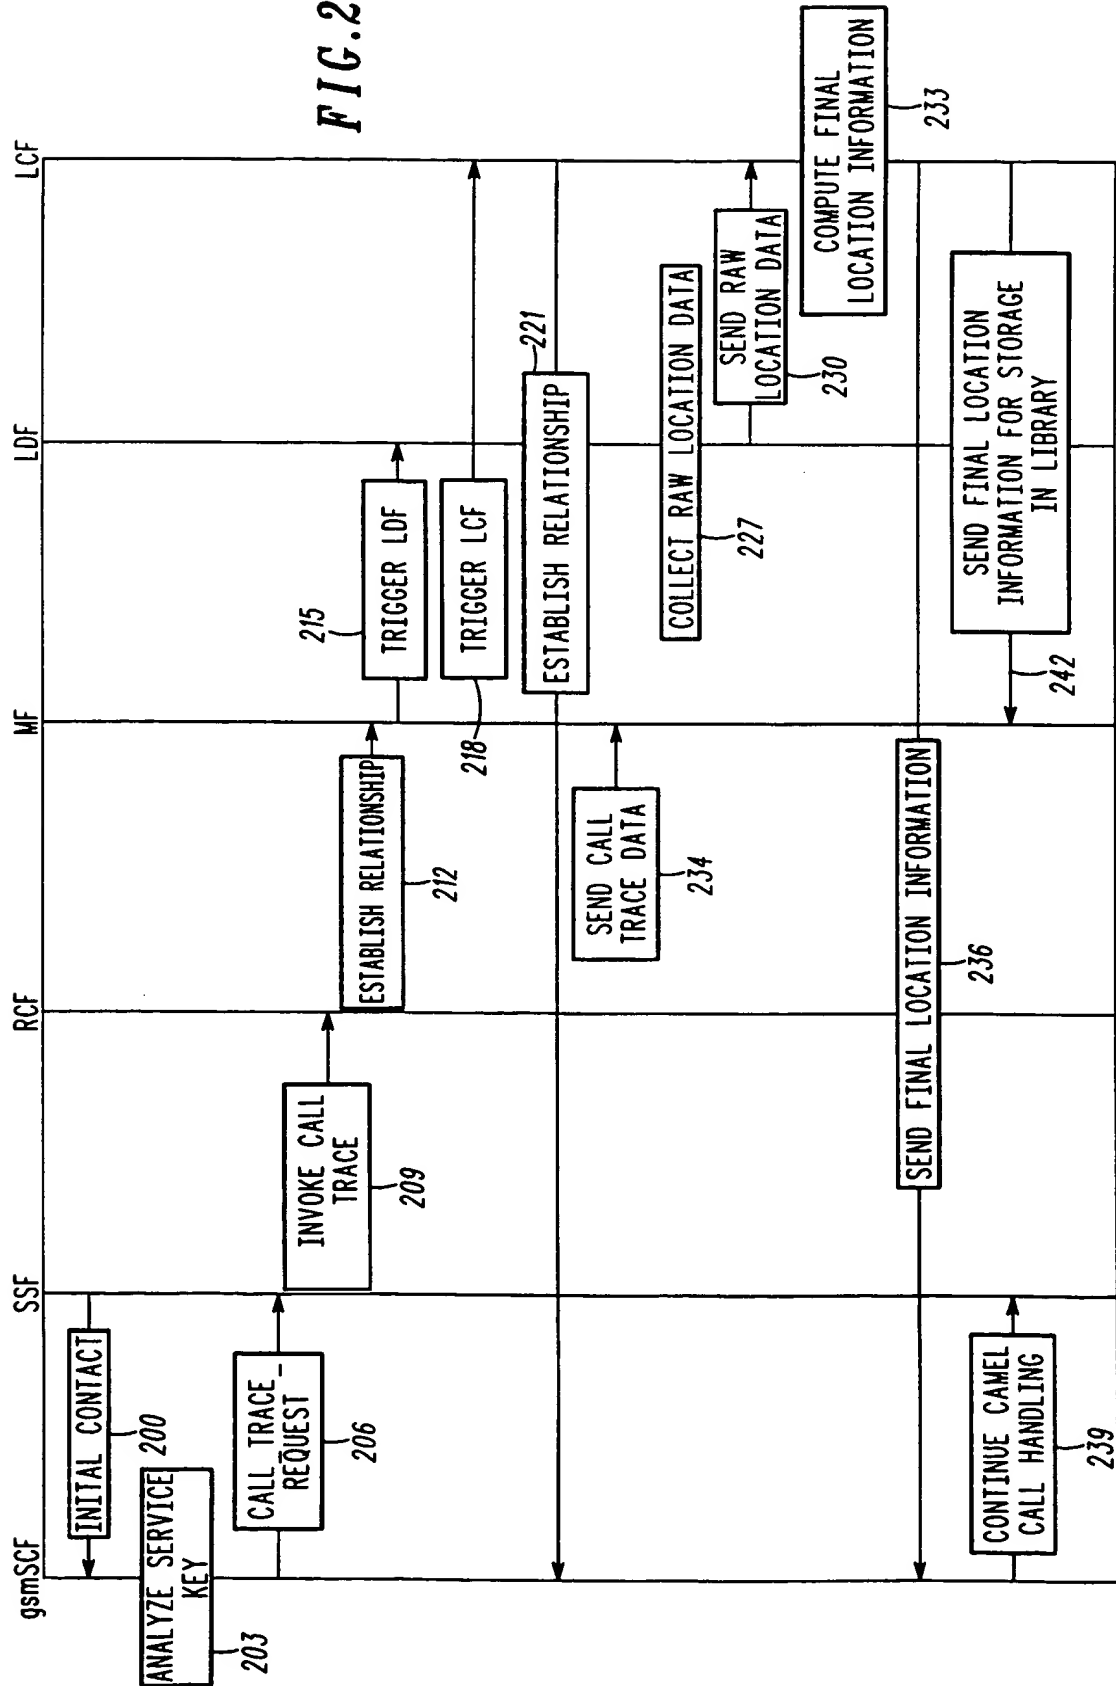 FIG.2
gsmSCF
SSF
RCF
MF
LDF
LCF
INITAL CONTACT
200
ANALYZE SERVICE
KEY
203
CALL_TRACE_
REQUEST
206
INVOKE CALL
TRACE
209
ESTABLISH RELATIONSHIP
212
215
TRIGGER LDF
TRIGGER LCF
218
221
ESTABLISH RELATIONSHIP
SEND CALL
TRACE DATA
234
COLLECT RAW LOCATION DATA
227
SEND RAW
LOCATION DATA
230
COMPUTE FINAL
LOCATION INFORMATION
233
SEND FINAL LOCATION INFORMATION
236
CONTINUE CAMEL
CALL HANDLING
239
SEND FINAL LOCATION
INFORMATION FOR STORAGE
IN LIBRARY
242